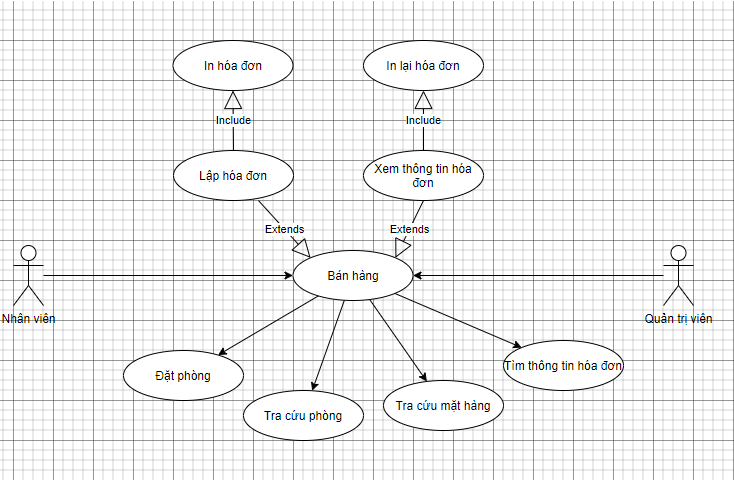 In hóa đơn
In lại hóa đơn
Include
Include
Lập hóa đơn
Xem thông tin hóa
đơn
Extends
Extends
Bán hàng
Nhân viên
Quản trị viên
Đặt phòng
Tra cứu phòng
Tra cứu mặt hàng
Tìm thông tin hóa đơn